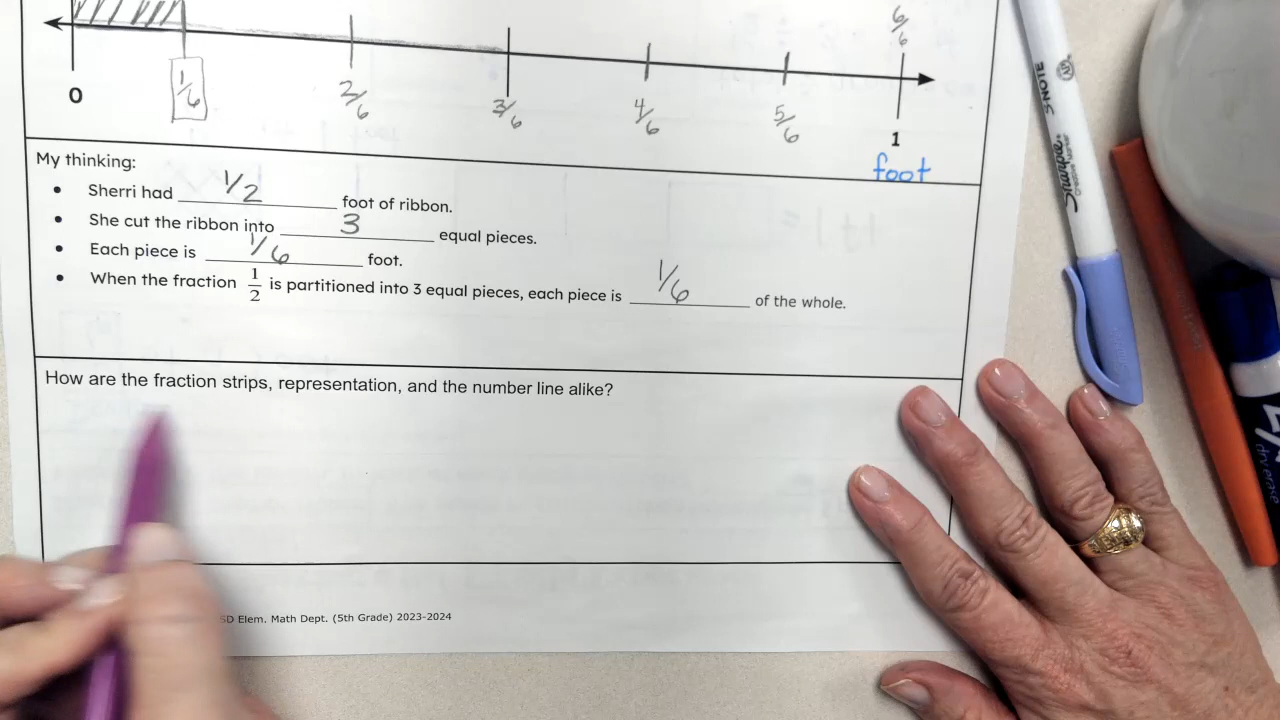 6/6
0 1/6 2/6 3/6 4/6 5/6 1
foot
My thinking:
• Sherri had 1/2 foot of ribbon.
• She cut the ribbon into 3 equal pieces.
• Each piece is 1/6 foot.
• When the fraction 1/2 is partitioned into 3 equal pieces, each piece is 1/6 of the whole.
How are the fraction strips, representation, and the number line alike?
SD Elem. Math Dept. (5th Grade) 2023-2024
S·NOTE
Sharpie